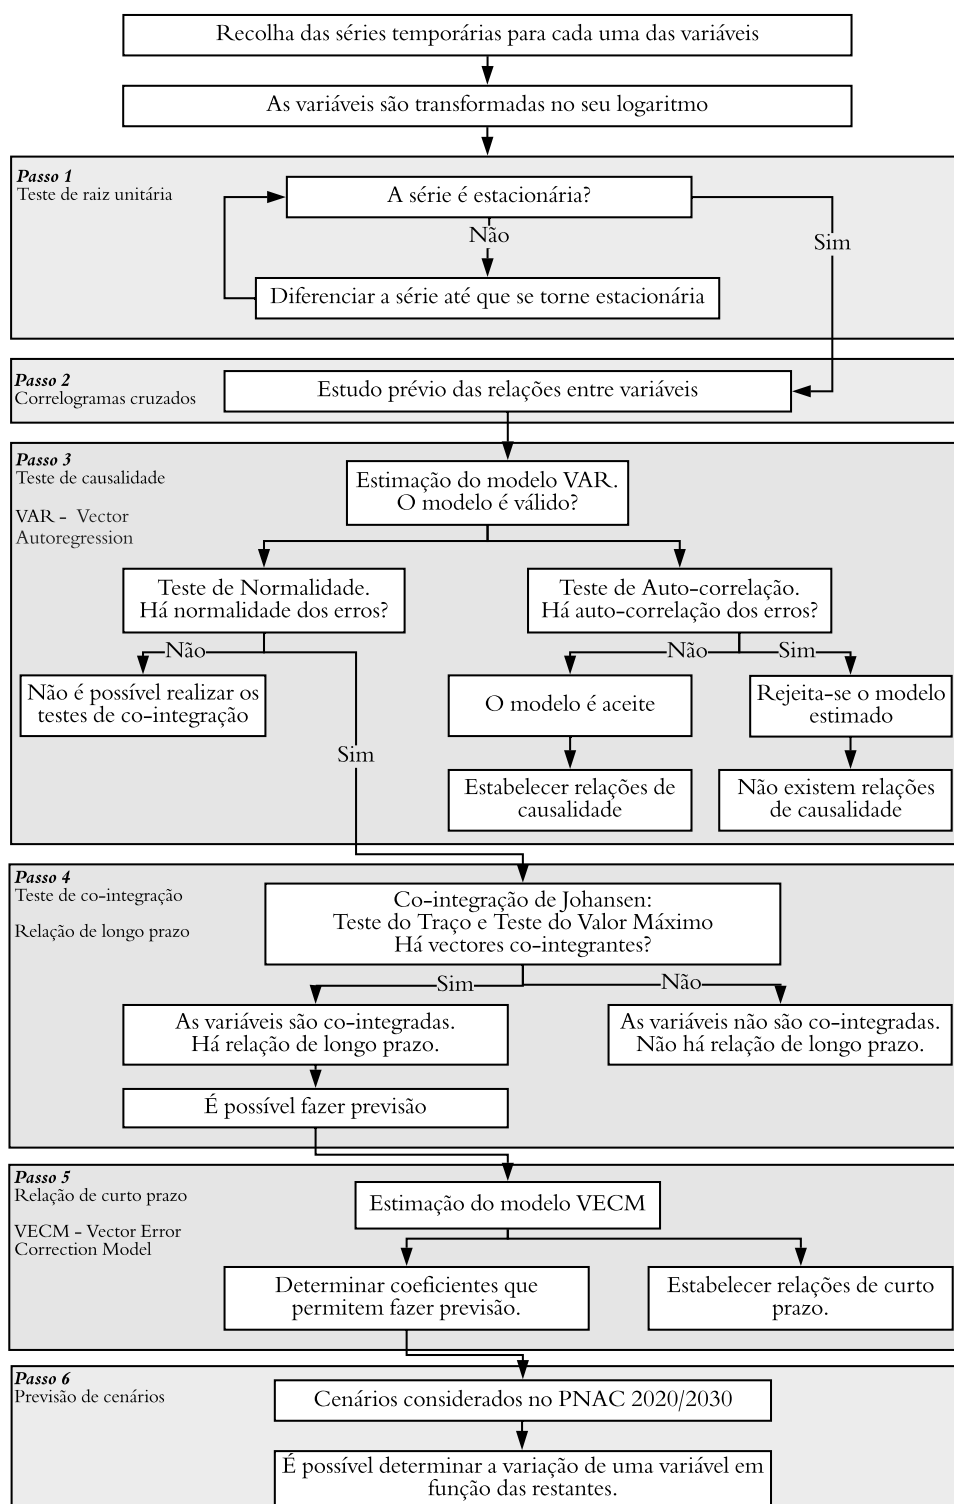 Recolha das séries temporárias para cada uma das variáveis
As variáveis são transformadas no seu logaritmo
Passo 1
Teste de raiz unitária
A série é estacionária?
Não
Sim
Diferenciar a série até que se torne estacionária
Passo 2
Correlogramas cruzados
Estudo prévio das relações entre variáveis
Passo 3
Teste de causalidade
VAR - Vector
Autoregression
Estimação do modelo VAR.
O modelo é válido?
Teste de Normalidade.
Há normalidade dos erros?
Teste de Auto-correlação.
Há auto-correlação dos erros?
Não
Não
Sim
Não é possível realizar os
testes de co-integração
O modelo é aceite
Rejeita-se o modelo
estimado
Sim
Estabelecer relações de
causalidade
Não existem relações
de causalidade
Passo 4
Teste de co-integração
Relação de longo prazo
Co-integração de Johansen:
Teste do Traço e Teste do Valor Máximo
Há vectores co-integrantes?
Sim
Não
As variáveis são co-integradas.
Há relação de longo prazo.
As variáveis não são co-integradas.
Não há relação de longo prazo.
É possível fazer previsão
Passo 5
Relação de curto prazo
VECM - Vector Error
Correction Model
Estimação do modelo VECM
Determinar coeficientes que
permitem fazer previsão.
Estabelecer relações de curto
prazo.
Passo 6
Previsão de cenários
Cenários considerados no PNAC 2020/2030
É possível determinar a variação de uma variável em
função das restantes.